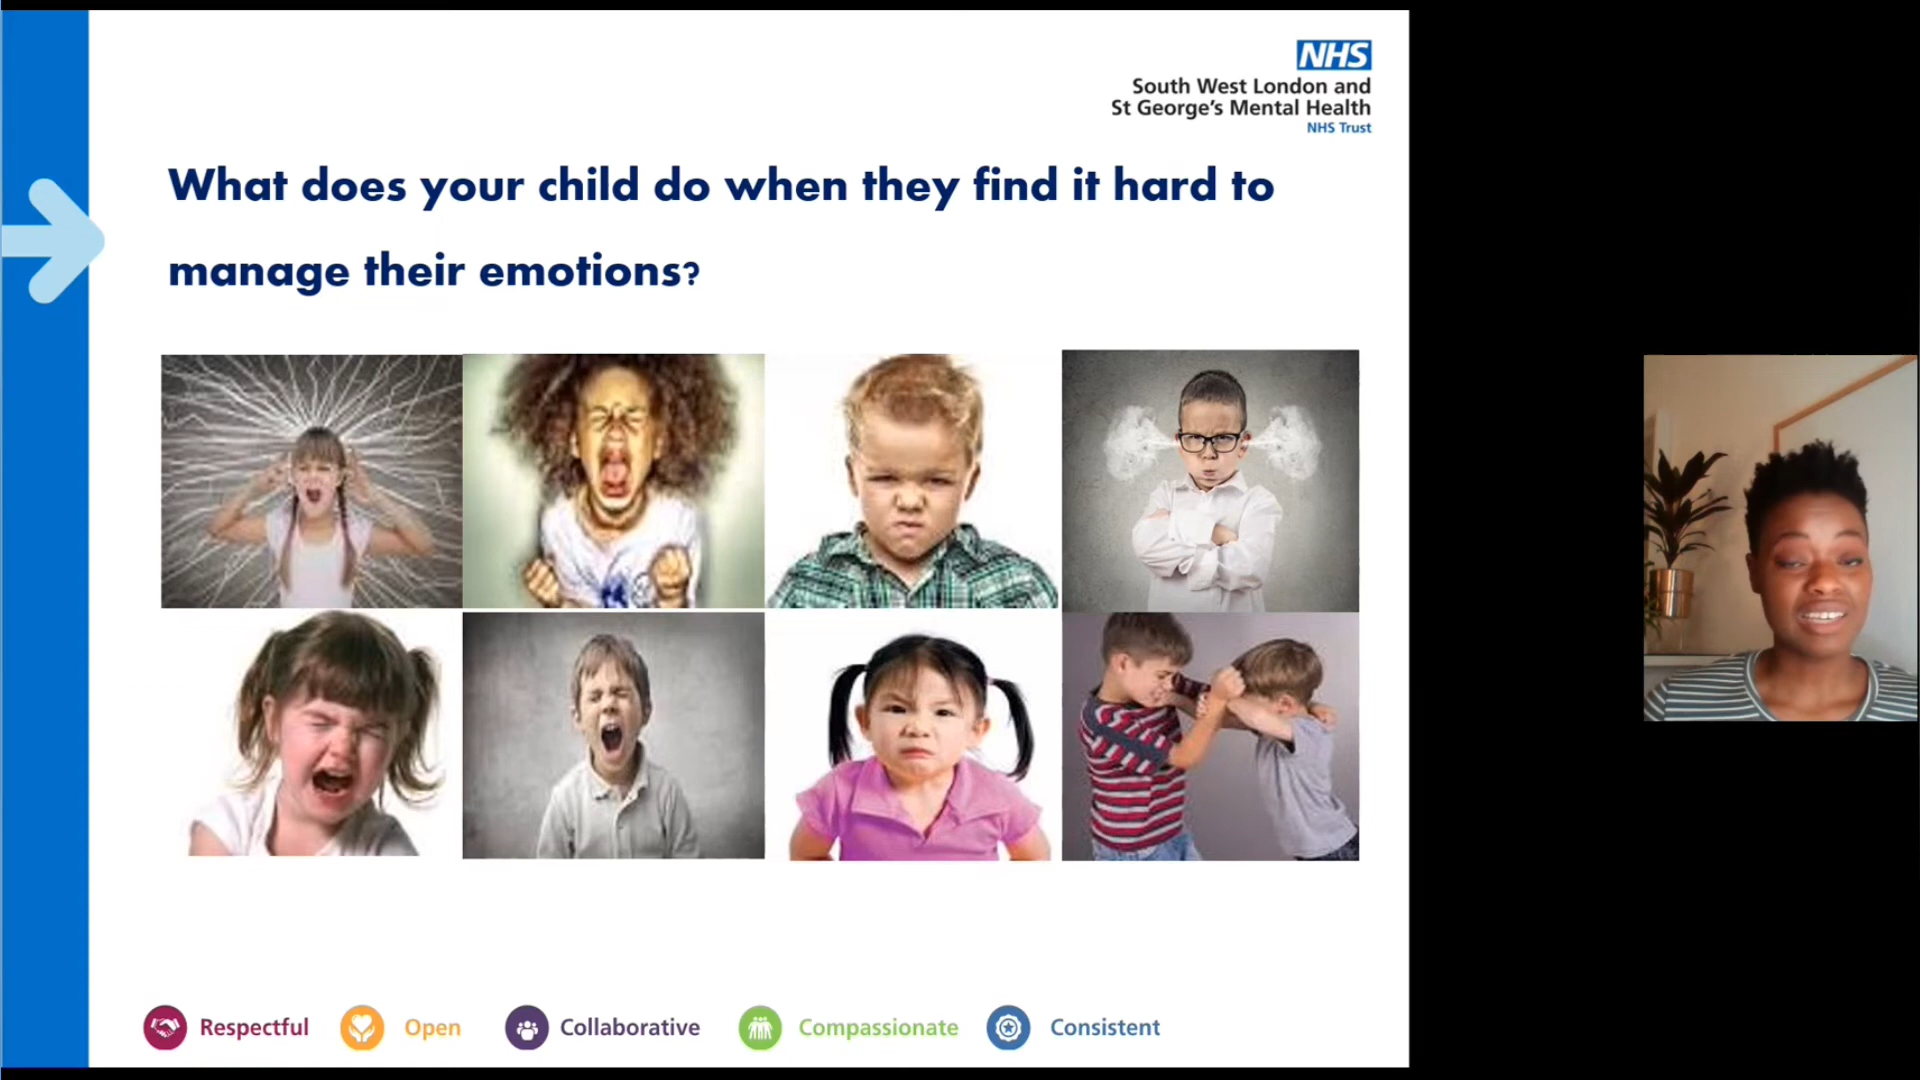 NHS
South West London and
St George's Mental Health
NHS Trust
What does your child do when they find it hard to
manage their emotions?
Respectful
Open
Collaborative
Compassionate
Consistent